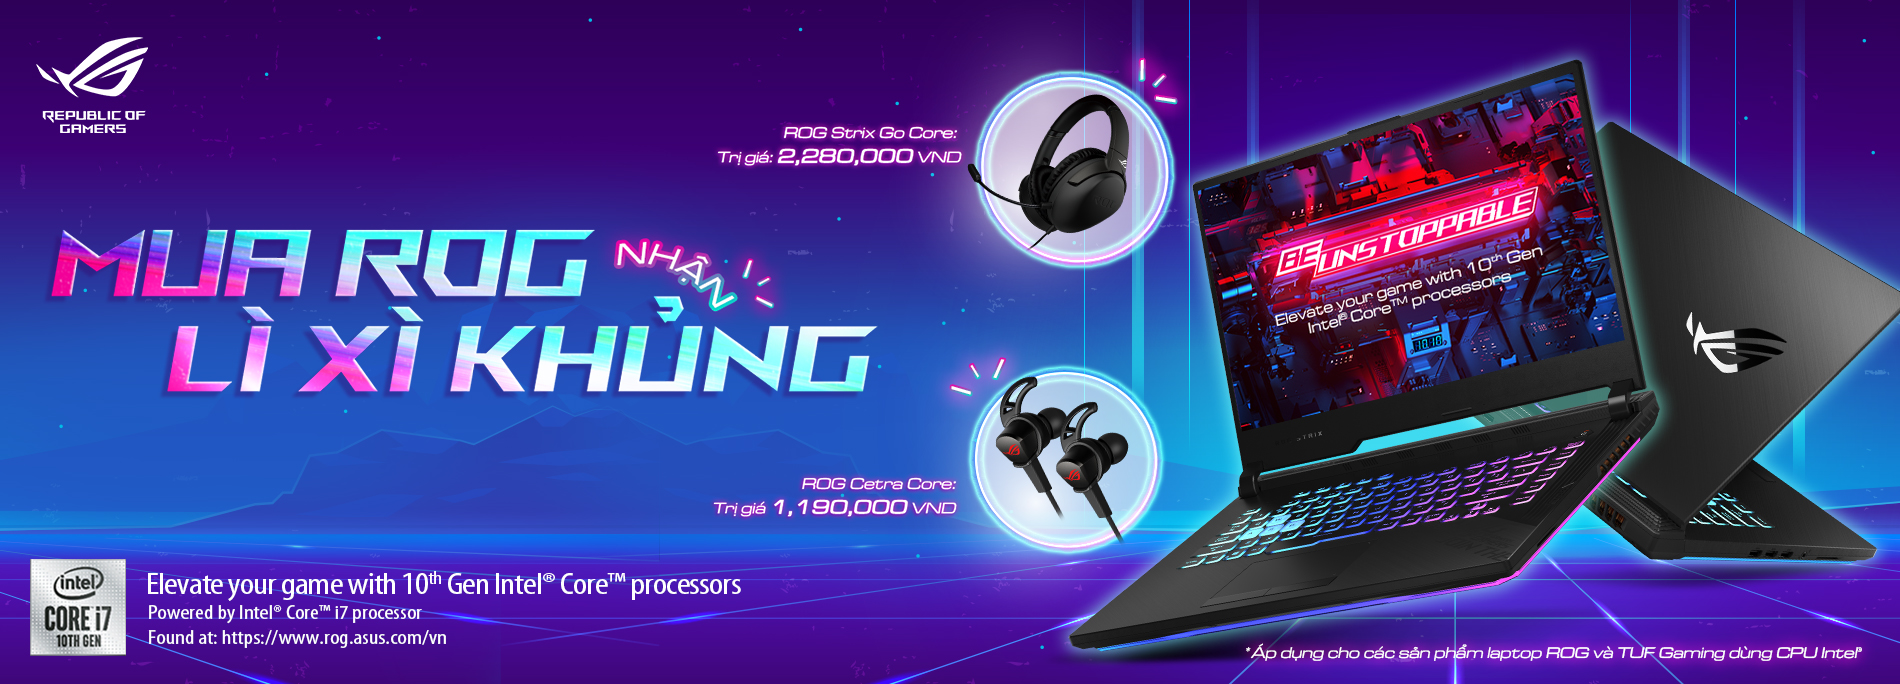 REPUBLIC OF
GAMERS
MUA ROG NHẬN
LÌ XÌ KHỦNG
ROG Strix Go Core:
Trị giá: 2,280,000 VND
ROG Cetra Core:
Trị giá 1,190,000 VND
BE UNSTOPPABLE
Elevate your game with 10th Gen
Intel® Core™ processors
10.10
STRIX
intel
CORE i7
10TH GEN
Elevate your game with 10th Gen Intel® Core™ processors
Powered by Intel® Core™ i7 processor
Found at: https://www.rog.asus.com/vn
*Áp dụng cho các sản phẩm laptop ROG và TUF Gaming dùng CPU Intel®